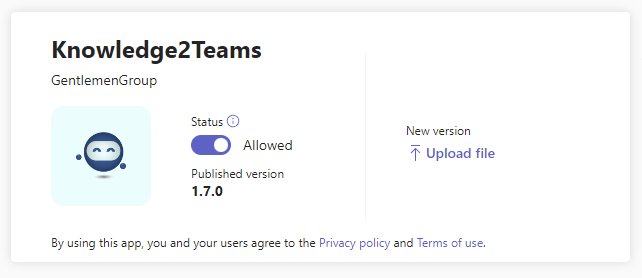 Knowledge2Teams
GentlemenGroup
Status
Allowed
Published version
1.7.0
New version
Upload file
By using this app, you and your users agree to the Privacy policy and Terms of use.